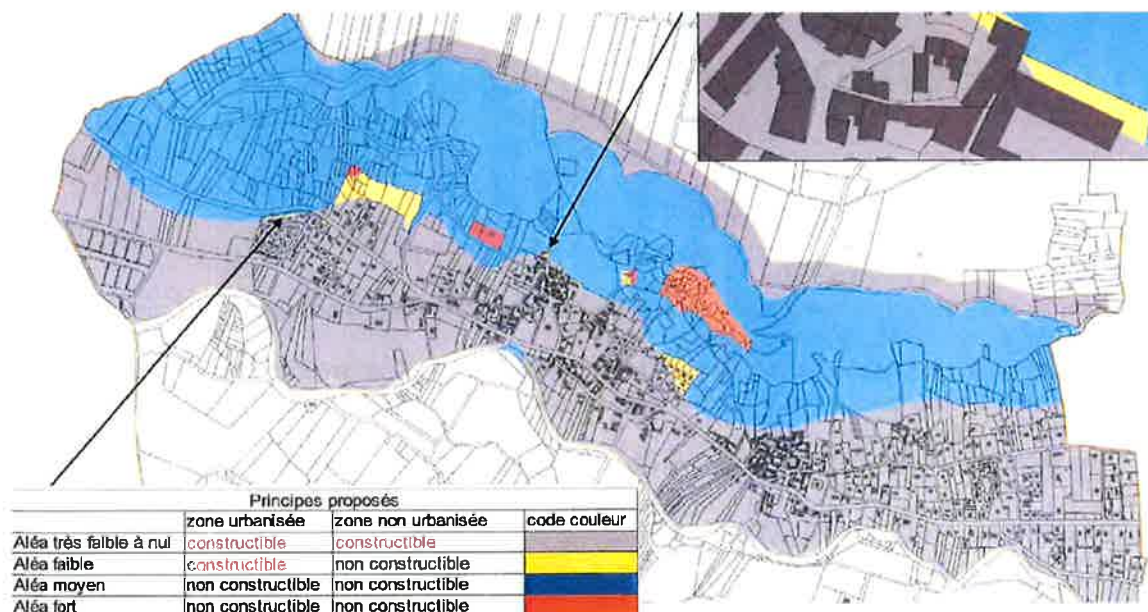 Principes proposés
zone urbanisée zone non urbanisée code couleur
Aléa très faible à nul constructible constructible
Aléa faible constructible non constructible
Aléa moyen non constructible non constructible
Aléa fort non constructible non constructible